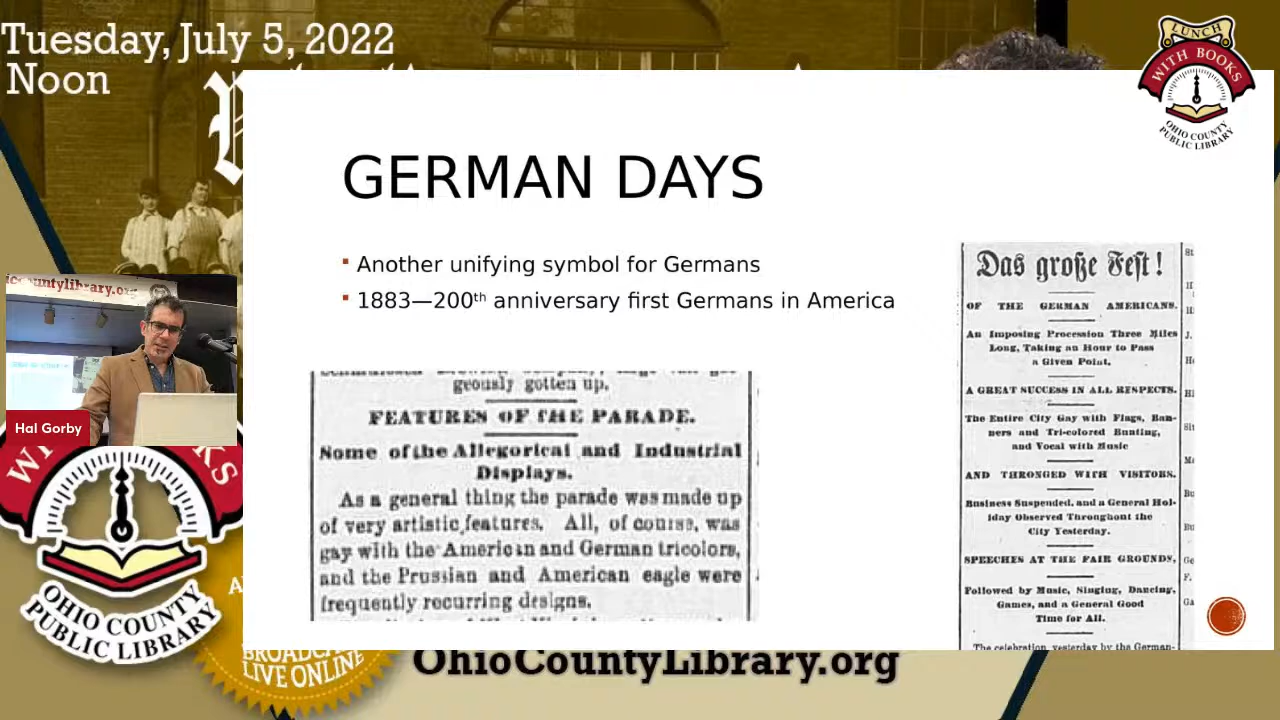 Tuesday, July 5, 2022
Noon
LUNCH
WITH BOOKS
OHIO COUNTY
PUBLIC LIBRARY
GERMAN DAYS
Another unifying symbol for Germans
1883—200th anniversary first Germans in America
geously gotten up.
FEATURES OF THE PARADE.
Some of the Allegorical and Industrial
Displays.
As a general thing the parade was made up
of very artistic features. All, of course, was
gay with the American and German tricolors,
and the Prussian and American eagle were
frequently recurring designs.
Das große Fest!
OF THE GERMAN AMERICANS.
An Imposing Procession Three Miles
Long, Taking an Hour to Pass
a Given Point.
A GREAT SUCCESS IN ALL RESPECTS.
The Entire City Gay with Flags, Ban-
ners and Tri-colored Bunting,
and Vocal with Music
AND THRONGED WITH VISITORS.
Business Suspended, and a General Hol-
iday Observed Throughout the
City Yesterday.
SPEECHES AT THE FAIR GROUNDS,
Followed by Music, Singing, Dancing,
Games, and a General Good
Time for All.
The celebration yesterday by the German-
ountylibrary.org
Hal Gorby
OHIO COUNTY
PUBLIC LIBRARY
BROADCAST
LIVE ONLINE
OhioCountyLibrary.org